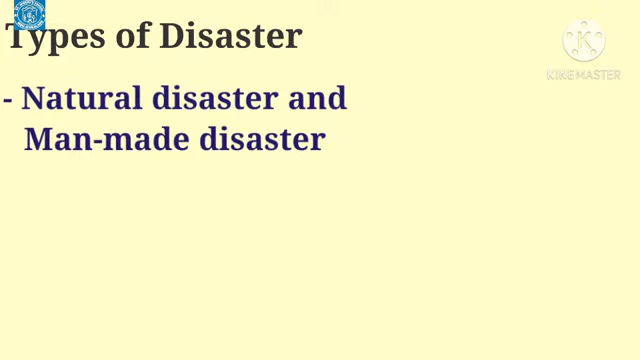 Types of Disaster
- Natural disaster and
Man-made disaster
KINEMASTER